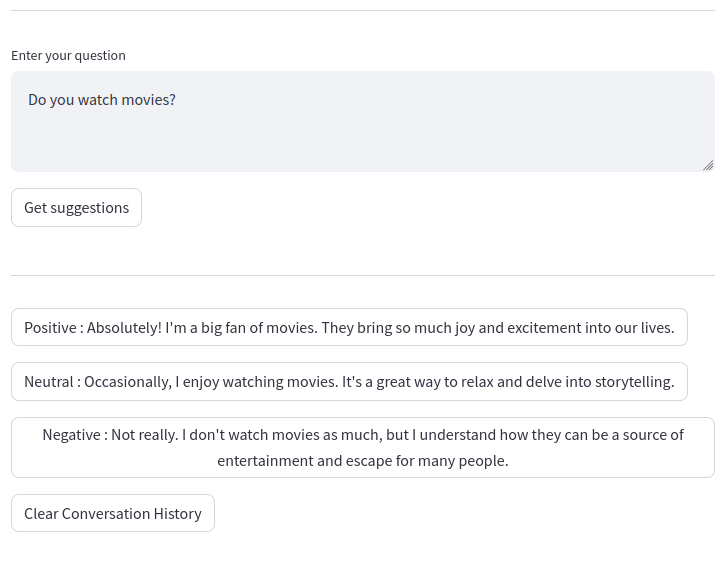 Enter your question
Do you watch movies?
Get suggestions
Positive : Absolutely! I'm a big fan of movies. They bring so much joy and excitement into our lives.
Neutral : Occasionally, I enjoy watching movies. It's a great way to relax and delve into storytelling.
Negative : Not really. I don't watch movies as much, but I understand how they can be a source of
entertainment and escape for many people.
Clear Conversation History